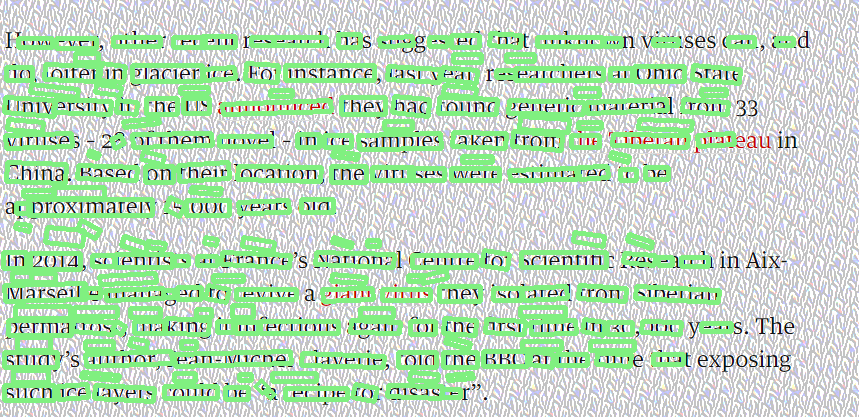 However, other recent research has suggested that unknown viruses can, and
do, loiter in glacier ice. For instance, last year researchers at Ohio State
University in the US announced they had found genetic material from 33
viruses - 28 of them novel - in ice samples taken from the Tibetan plateau in
China. Based on their location, the viruses were estimated to be
approximately 15,000 years old.
In 2014, scientists at France's National Centre for Scientific Research in Aix-
Marseille managed to revive a giant virus they isolated from Siberian
permafrost, making it infectious again for the first time in 30,000 years. The
study's author, Jean-Michel Claverie, told the BBC at the time that exposing
such ice layers could be "a recipe for disaster".